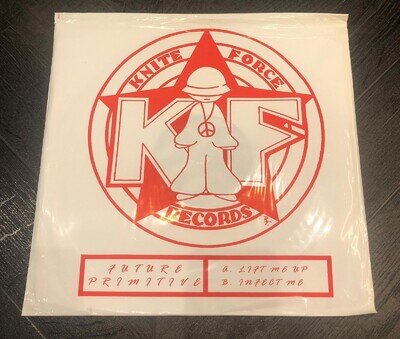 KNITE FORCE
KF
RECORDS
FUTURE
PRIMITIVE
A. LIFT ME UP
B. INFECT ME